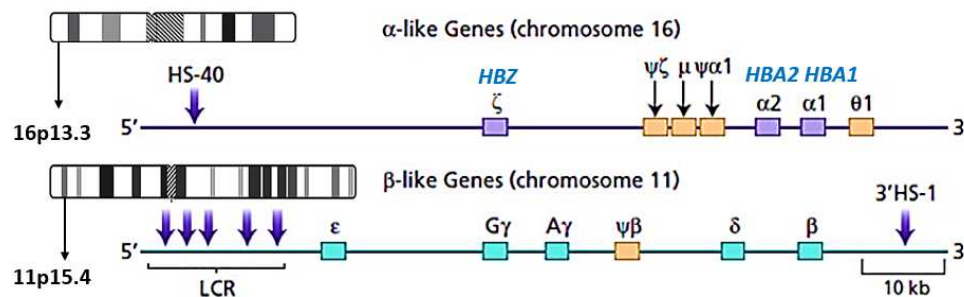 α-like Genes (chromosome 16)
HS-40
HBZ
ψζ μ ψα1
HBA2 HBA1
ζ
α2 α1 θ1
16p13.3
5′ 3
β-like Genes (chromosome 11)
3′HS-1
ε Gγ Aγ ψβ δ β
5′ 3
11p15.4
LCR
10 kb